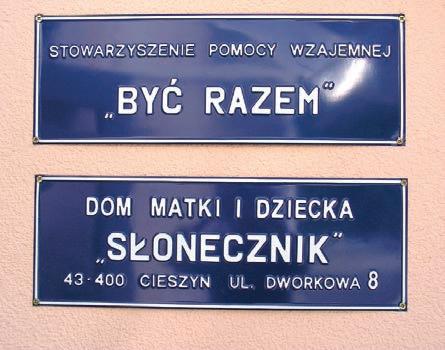 STOWARZYSZENIE POMOCY WZAJEMNEJ
„BYĆ RAZEM”
DOM MATKI I DZIECKA
„SŁONECZNIK”
43-400 CIESZYN UL. DWORKOWA 8